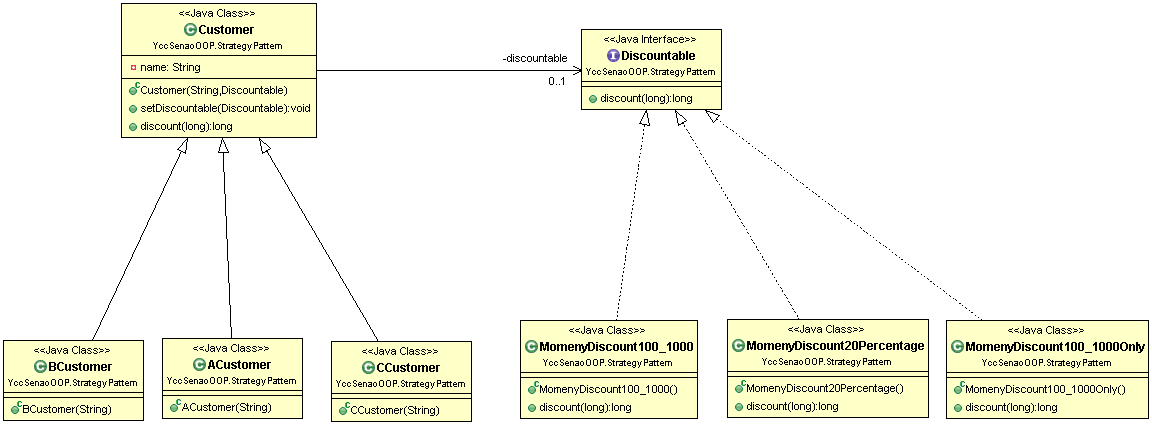 <<Java Class>>
Customer
YccSenaoOOP.StrategyPattern
name: String
Customer(String,Discountable)
setDiscountable(Discountable):void
discount(long):long
-discountable
0..1
<<Java Interface>>
Discountable
YccSenaoOOP.StrategyPattern
discount(long):long
<<Java Class>>
BCustomer
YccSenaoOOP.StrategyPattern
BCustomer(String)
<<Java Class>>
ACustomer
YccSenaoOOP.StrategyPattern
ACustomer(String)
<<Java Class>>
CCustomer
YccSenaoOOP.StrategyPattern
CCustomer(String)
<<Java Class>>
MomenyDiscount100_1000
YccSenaoOOP.StrategyPattern
MomenyDiscount100_1000()
discount(long):long
<<Java Class>>
MomenyDiscount20Percentage
YccSenaoOOP.StrategyPattern
MomenyDiscount20Percentage()
discount(long):long
<<Java Class>>
MomenyDiscount100_1000Only
YccSenaoOOP.StrategyPattern
MomenyDiscount100_1000Only()
discount(long):long